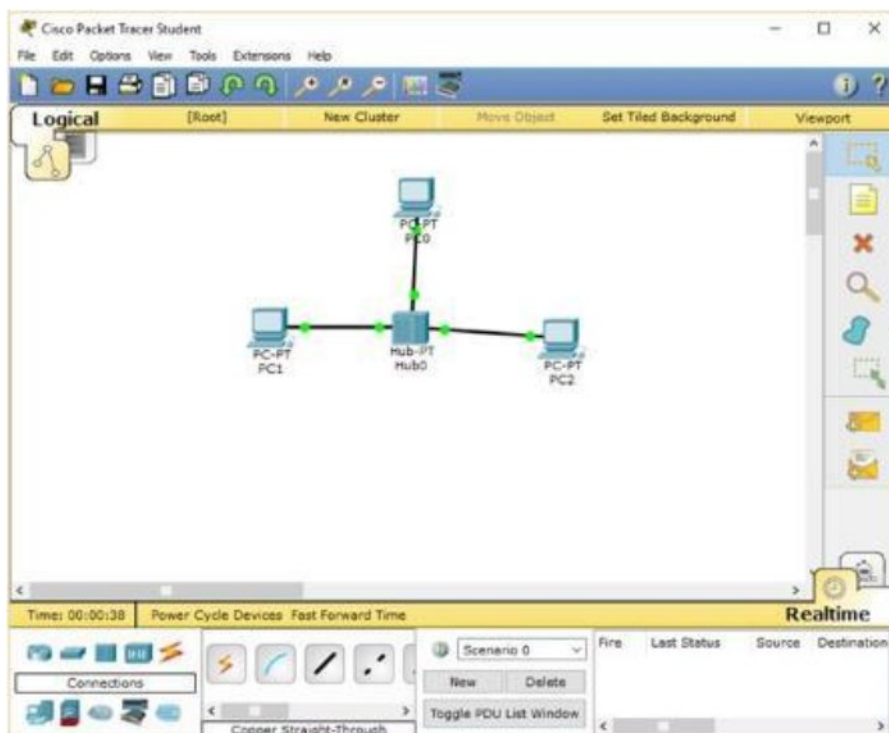 Cisco Packet Tracer Student
File Edit Options View Tools Extensions Help
Logical [Root] New Cluster Move Object Set Tiled Background Viewport
PC-PT
PC0
PC-PT
PC1
Hub-PT
Hub0
PC-PT
PC2
Time: 00:00:38 Power Cycle Devices Fast Forward Time Realtime
Scenario 0
Fire Last Status Source Destination
Connections
New Delete
Toggle PDU List Window
Copper Straight-Through